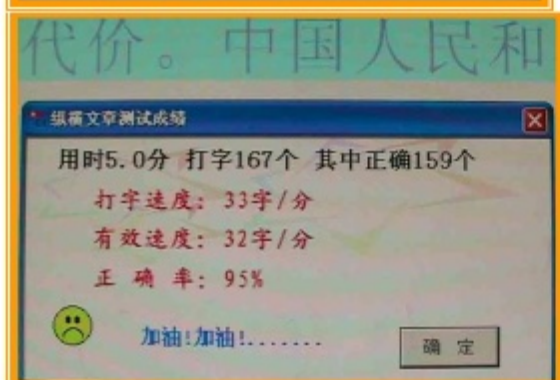 代价。中国人民和
纵横文章测试成绩
用时5.0分 打字167个 其中正确159个
打字速度：33字/分
有效速度：32字/分
正 确 率：95%
加油!加油!.......
确 定